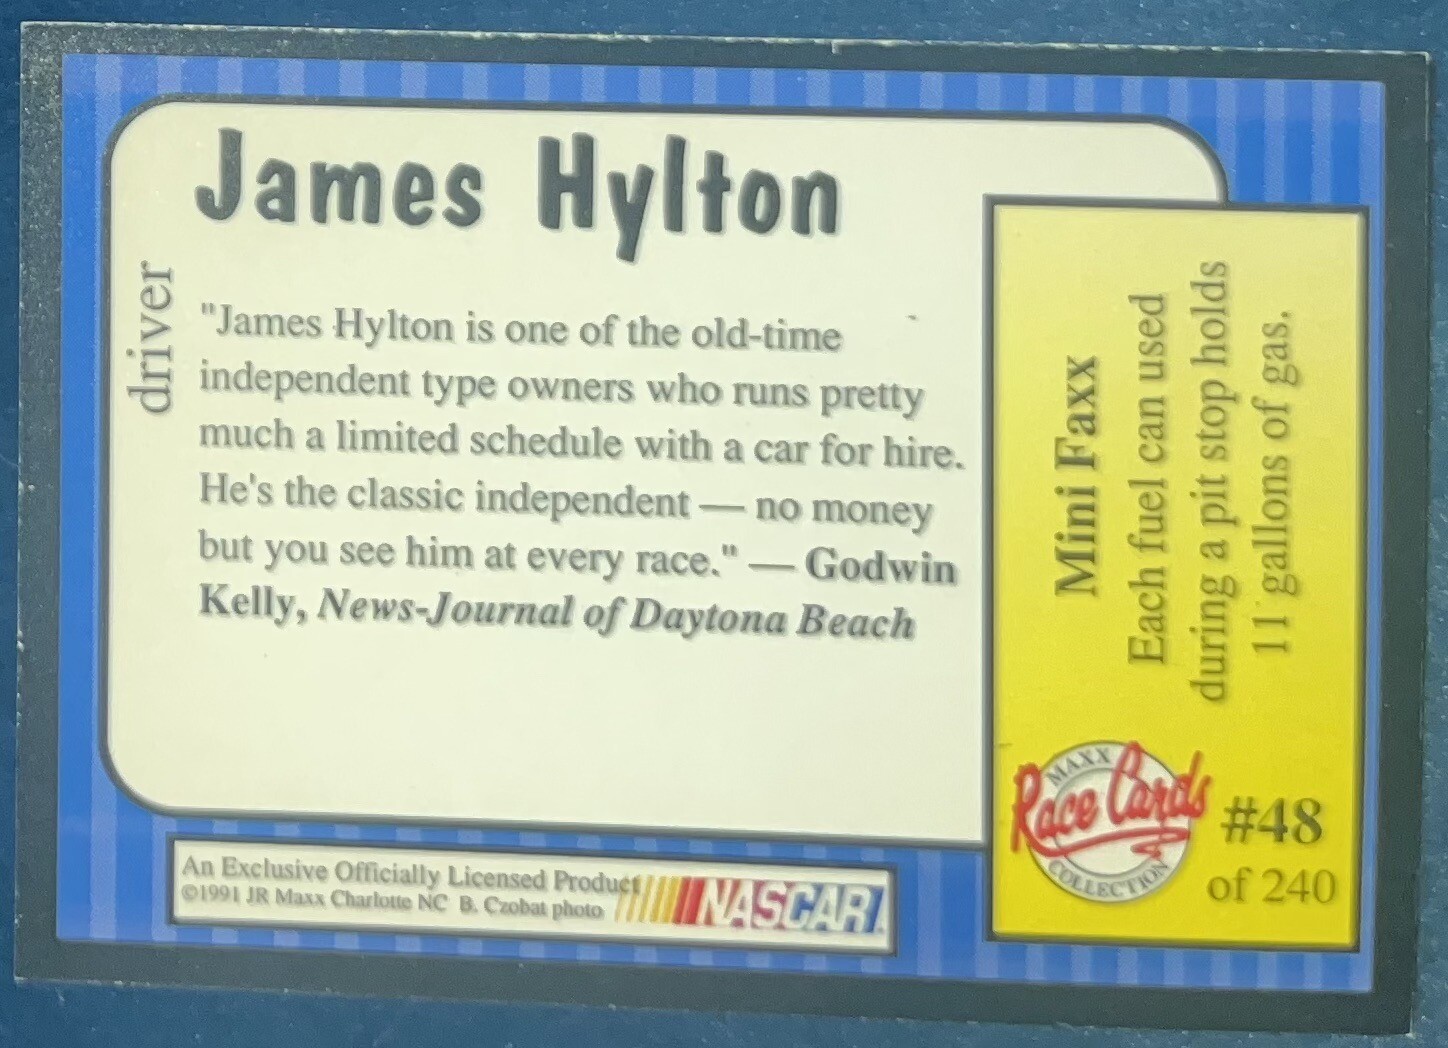 James Hylton
driver
"James Hylton is one of the old-time
independent type owners who runs pretty
much a limited schedule with a car for hire.
He's the classic independent — no money
but you see him at every race." — Godwin
Kelly, News-Journal of Daytona Beach
Mini Faxx
Each fuel can used
during a pit stop holds
11 gallons of gas.
MAXX
Race Cards
COLLECTION
#48
of 240
An Exclusive Officially Licensed Product
©1991 JR Maxx Charlotte NC B. Czobat photo
NASCAR